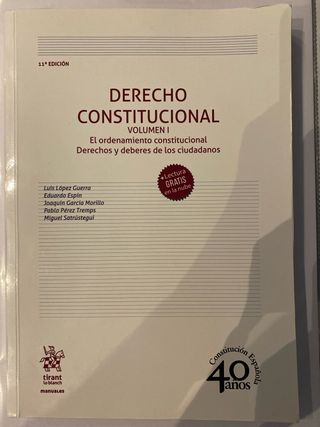 11ª EDICIÓN
DERECHO
CONSTITUCIONAL
VOLUMEN I
El ordenamiento constitucional
Derechos y deberes de los ciudadanos
Lectura
GRATIS
en la nube
Luis López Guerra
Eduardo Espín
Joaquín García Morillo
Pablo Pérez Tremps
Miguel Satrústegui
tirant
lo blanch
manuales
Constitución Española
40
años